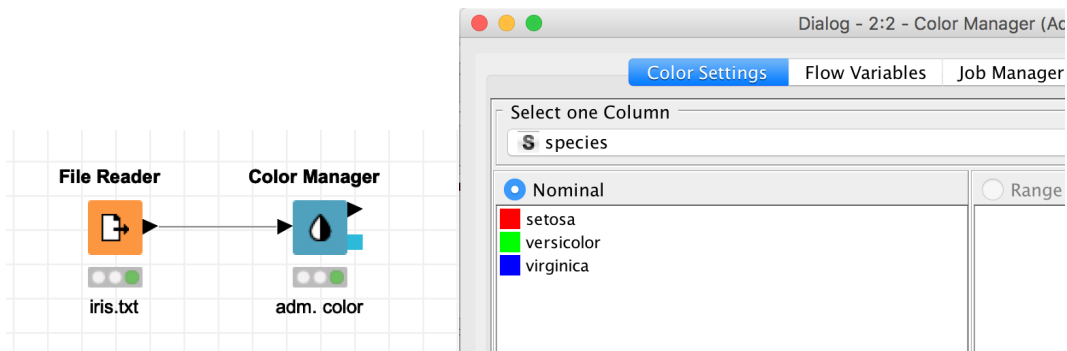 File Reader
Color Manager
iris.txt
adm. color
Dialog - 2:2 - Color Manager (Ad
Color Settings
Flow Variables
Job Manager
Select one Column
S species
Nominal
Range
setosa
versicolor
virginica